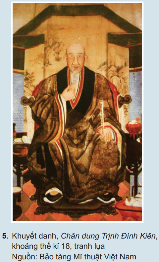 5. Khuyết danh, Chân dung Trịnh Đình Kiên,
khoảng thế kỉ 18, tranh lụa
Nguồn: Bảo tàng Mĩ thuật Việt Nam